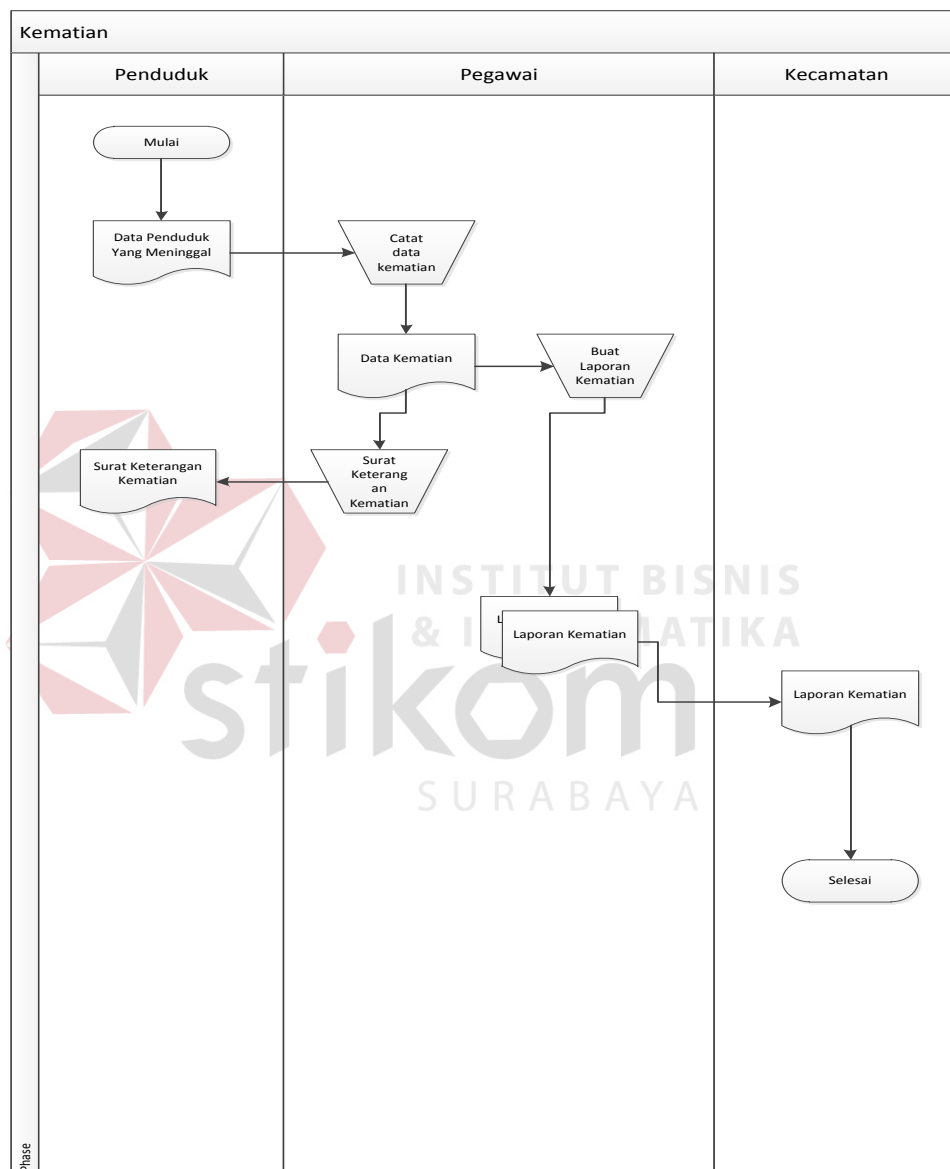 Kematian
Penduduk
Pegawai
Kecamatan
Mulai
Data Penduduk
Yang Meninggal
Catat
data
kematian
Data Kematian
Buat
Laporan
Kematian
Surat Keterangan
Kematian
Surat
Keterang
an
Kematian
INSTITUT BISNIS
&
ATIKA
L
Laporan Kematian
stikom
SURABAYA
Laporan Kematian
Selesai
Phase